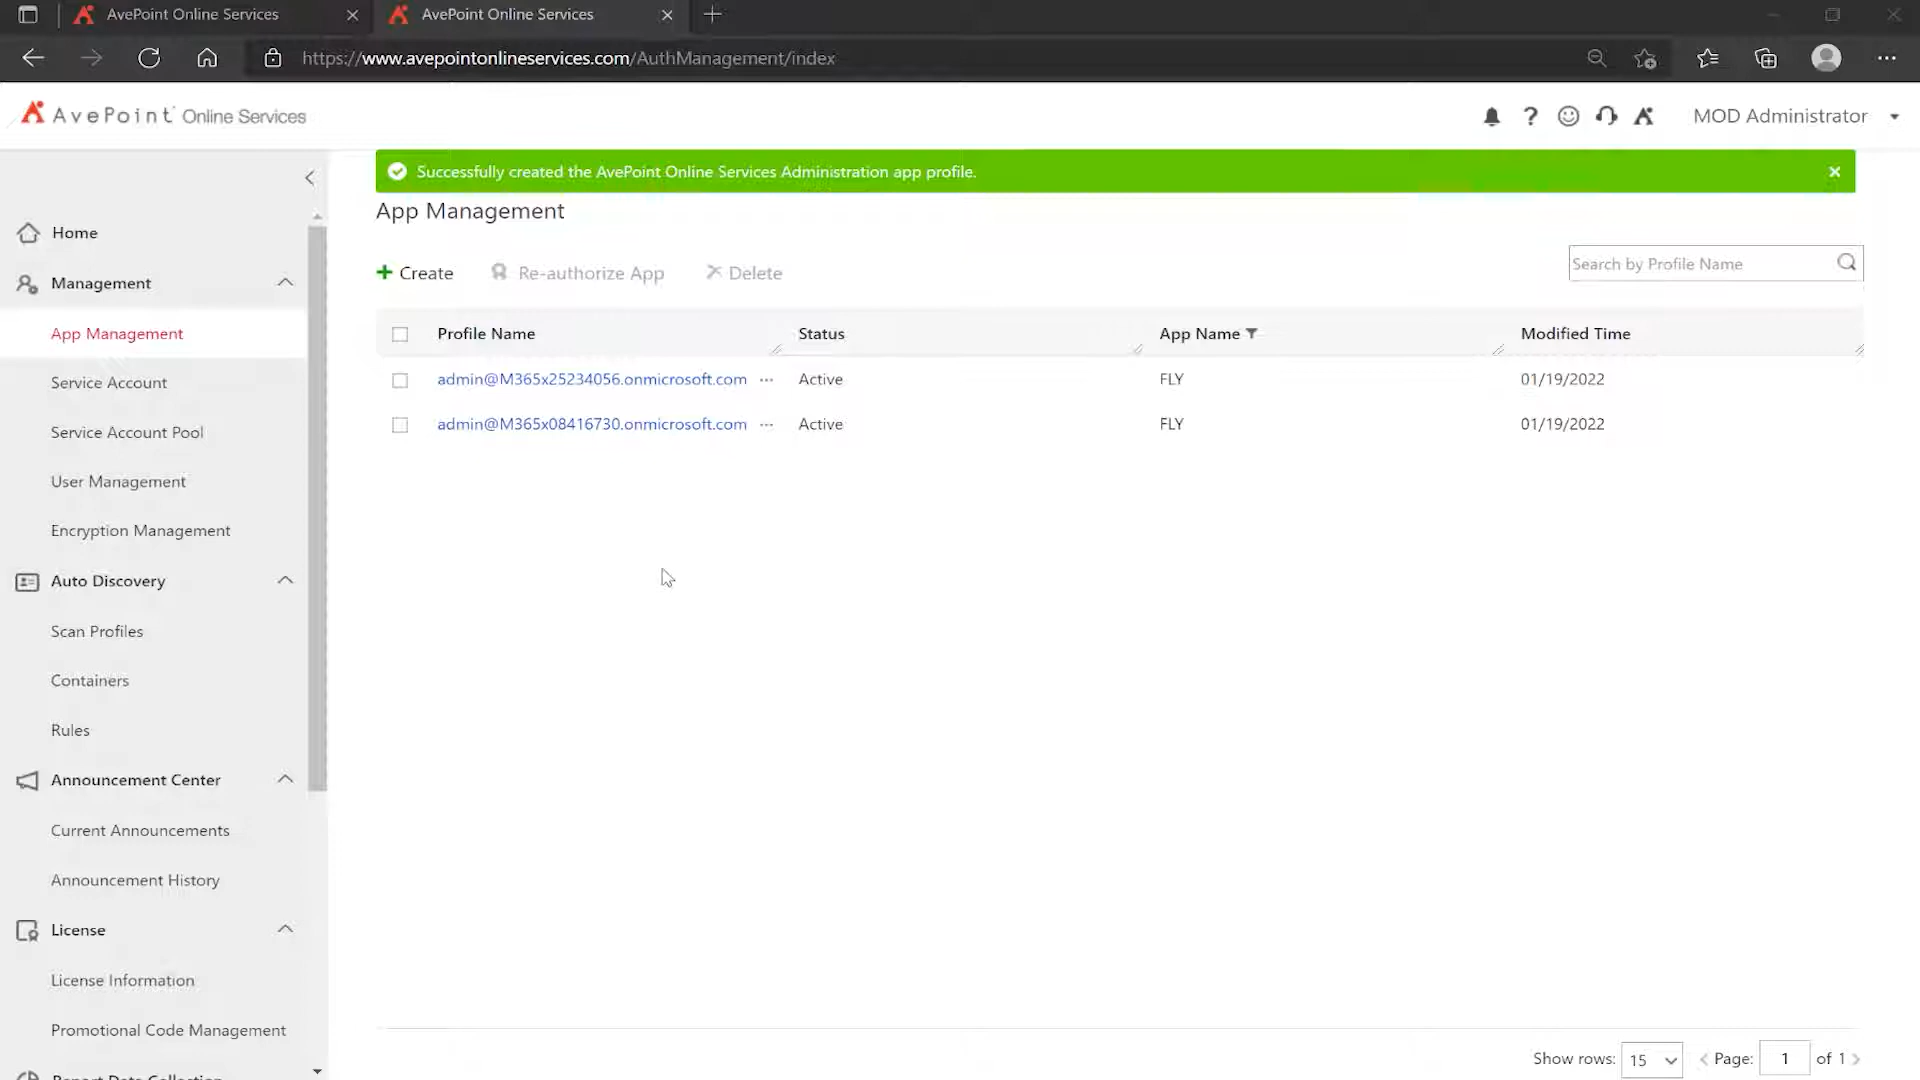 AvePoint Online Services
AvePoint Online Services
https://www.avepointonlineservices.com/AuthManagement/index
AvePoint Online Services
MOD Administrator
Successfully created the AvePoint Online Services Administration app profile.
App Management
Create
Re-authorize App
Delete
Search by Profile Name
Profile Name
Status
App Name
Modified Time
admin@M365x25234056.onmicrosoft.com
Active
FLY
01/19/2022
admin@M365x08416730.onmicrosoft.com
Active
FLY
01/19/2022
Home
Management
App Management
Service Account
Service Account Pool
User Management
Encryption Management
Auto Discovery
Scan Profiles
Containers
Rules
Announcement Center
Current Announcements
Announcement History
License
License Information
Promotional Code Management
Report Data Collection
Show rows: 15
Page: 1 of 1